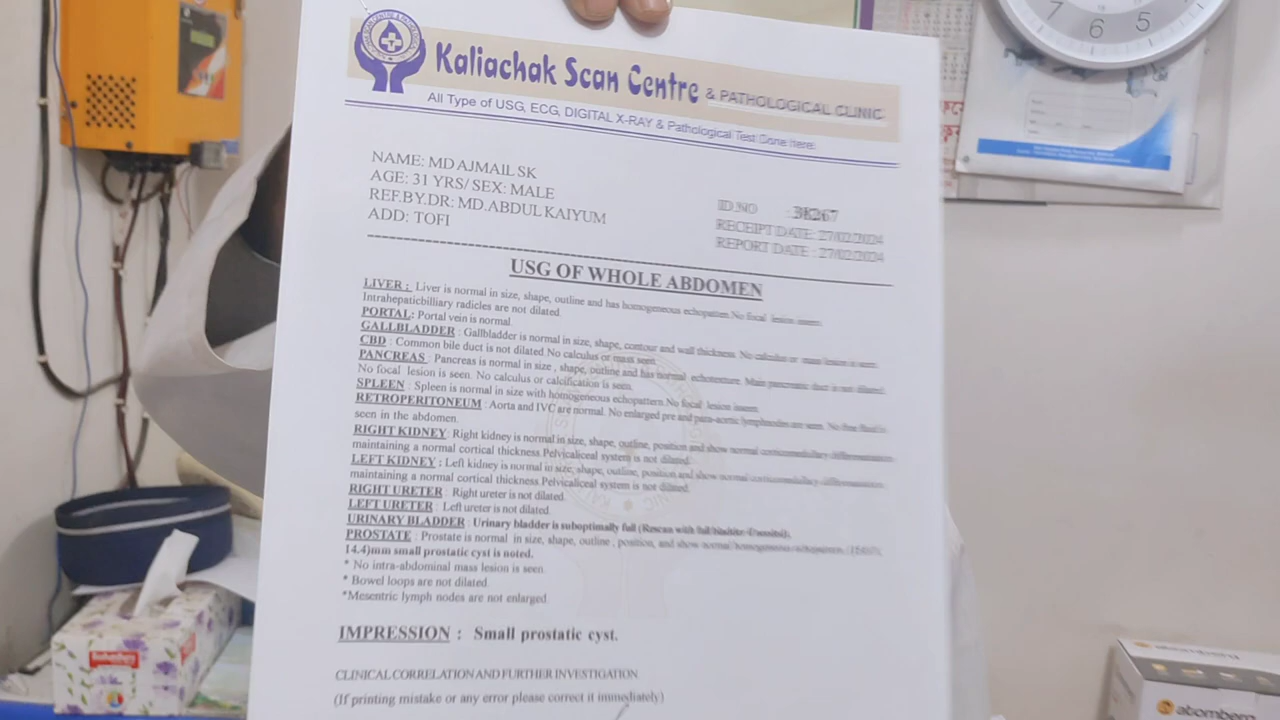 Kaliachak Scan Centre & PATHOLOGICAL CLINIC
All Type of USG, ECG, DIGITAL X-RAY & Pathological Test Done Here.
NAME: MD AJMAIL SK
AGE: 31 YRS/ SEX: MALE
REF.BY.DR: MD.ABDUL KAIYUM
ADD: TOFI
ID.NO :
RECEIPT DATE: 27/02/2024
REPORT DATE : 27/02/2024
USG OF WHOLE ABDOMEN
LIVER : Liver is normal in size, shape, outline and has homogeneous echopattern.No focal lesion is seen.
Intrahepaticbilliary radicles are not dilated.
PORTAL: Portal vein is normal.
GALLBLADDER : Gallbladder is normal in size, shape, contour and wall thickness. No calculus or mass lesion is seen.
CBD : Common bile duct is not dilated.No calculus or mass seen.
PANCREAS : Pancreas is normal in size , shape, outline and has normal echotexture. Main pancreatic duct is not dilated.
No focal lesion is seen. No calculus or calcification is seen.
SPLEEN : Spleen is normal in size with homogeneous echopattern.No focal lesion
RETROPERITONEUM : Aorta and IVC are normal. No enlarged pre and para-aortic are seen. No free fluid is
seen in the abdomen.
RIGHT KIDNEY: Right kidney is normal in size, shape, outline, position and show normal corticomedullary differentiation
maintaining a normal cortical thickness.Pelvicaliceal system is not dilated.
LEFT KIDNEY : Left kidney is normal in size, shape, outline, position and show normal corticomedullary differentiation
maintaining a normal cortical thickness.Pelvicaliceal system is not dilated.
RIGHT URETER : Right ureter is not dilated.
LEFT URETER : Left ureter is not dilated.
URINARY BLADDER : Urinary bladder is suboptimally full (Rescan with full
PROSTATE : Prostate is normal in size, shape, outline , position, and show normal homogeneous echopattern.
14.4)mm small prostatic cyst is noted.
* No intra-abdominal mass lesion is seen.
* Bowel loops are not dilated.
*Mesentric lymph nodes are not enlarged.
IMPRESSION : Small prostatic cyst.
CLINICAL CORRELATION AND FURTHER INVESTIGATION
(If printing mistake or any error please correct it immediately)
7 6 5